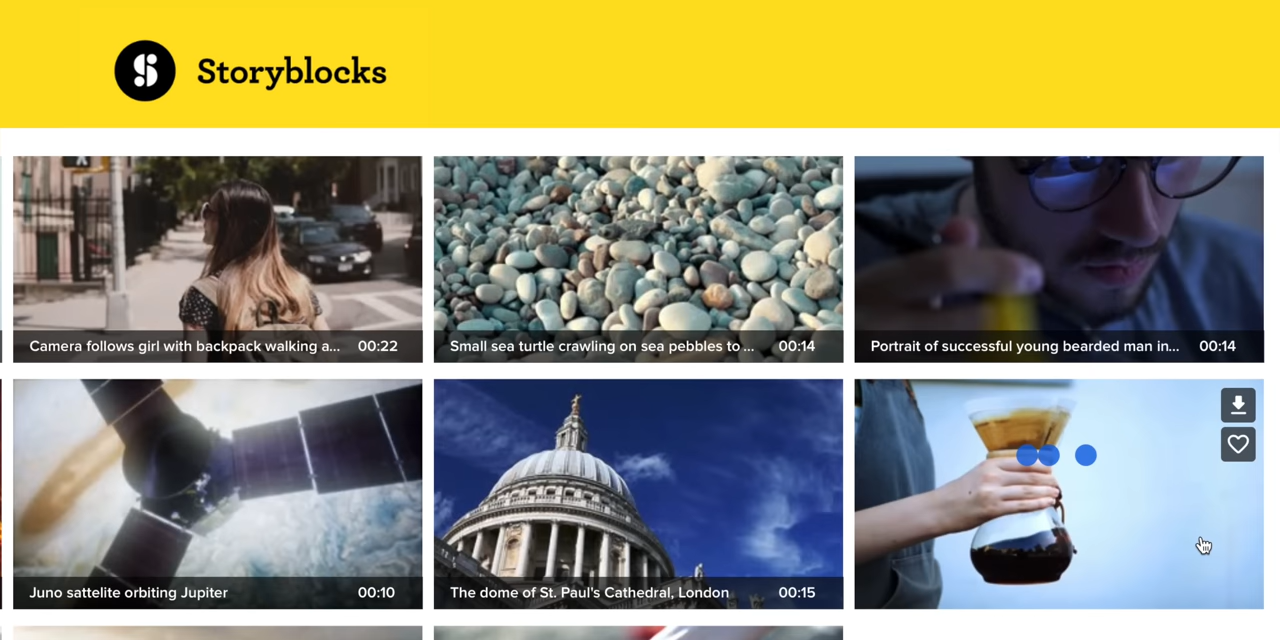 Storyblocks
Camera follows girl with backpack walking a... 00:22
Small sea turtle crawling on sea pebbles to ... 00:14
Portrait of successful young bearded man in... 00:14
Juno sattelite orbiting Jupiter 00:10
The dome of St. Paul's Cathedral, London 00:15